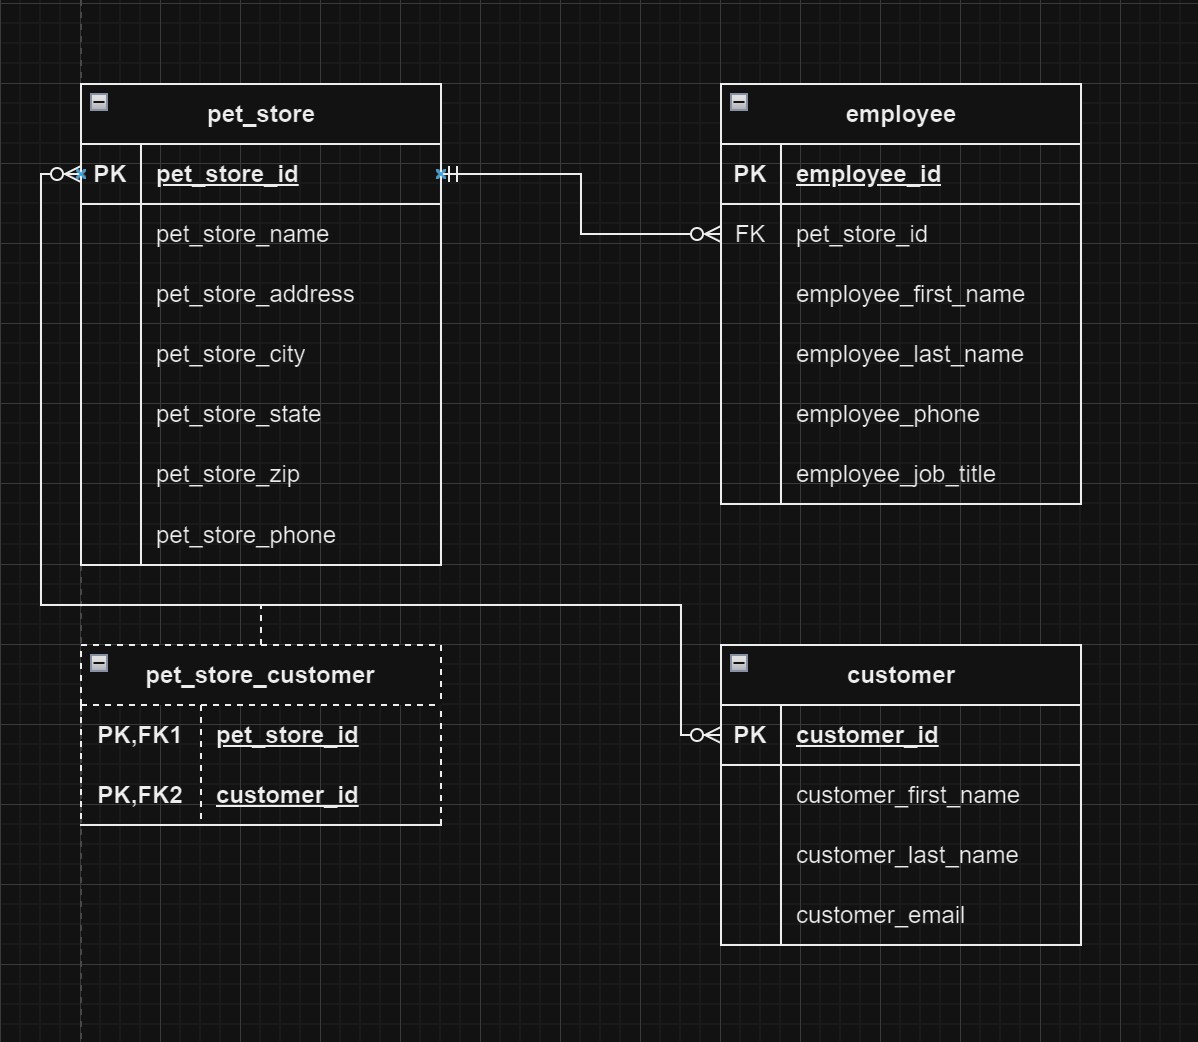 pet_store
PK pet_store_id
pet_store_name
pet_store_address
pet_store_city
pet_store_state
pet_store_zip
pet_store_phone
employee
PK employee_id
FK pet_store_id
employee_first_name
employee_last_name
employee_phone
employee_job_title
pet_store_customer
PK,FK1 pet_store_id
PK,FK2 customer_id
customer
PK customer_id
customer_first_name
customer_last_name
customer_email